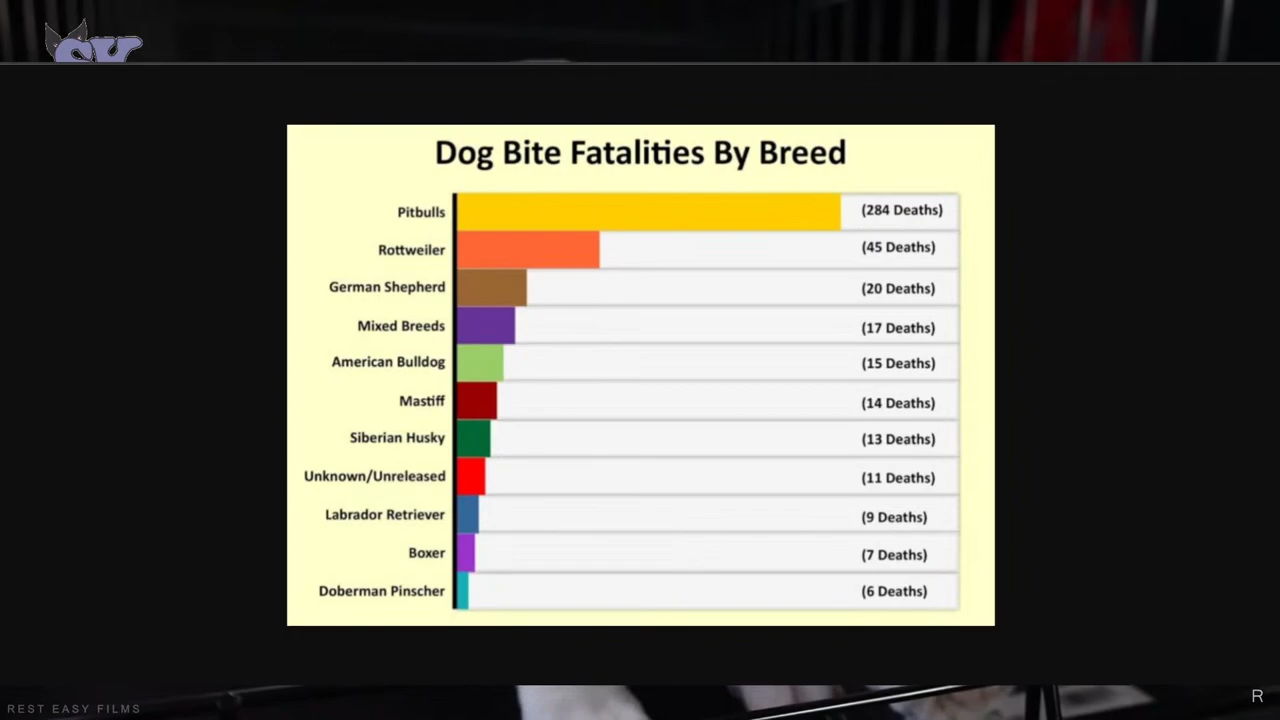 SV
Dog Bite Fatalities By Breed
Pitbulls (284 Deaths)
Rottweiler (45 Deaths)
German Shepherd (20 Deaths)
Mixed Breeds (17 Deaths)
American Bulldog (15 Deaths)
Mastiff (14 Deaths)
Siberian Husky (13 Deaths)
Unknown/Unreleased (11 Deaths)
Labrador Retriever (9 Deaths)
Boxer (7 Deaths)
Doberman Pinscher (6 Deaths)
REST EASY FILMS
R